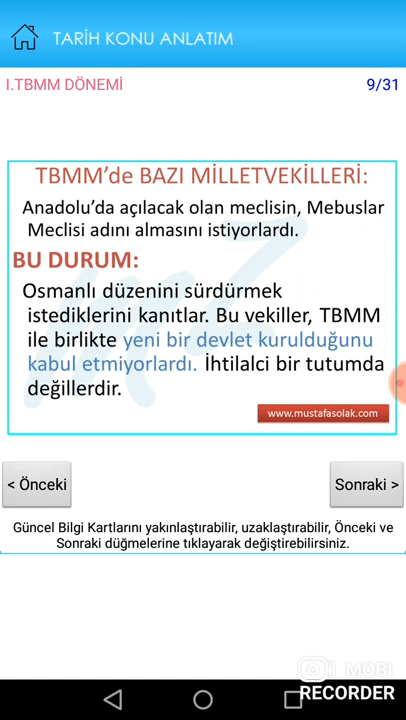 TARİH KONU ANLATIM
I.TBMM DÖNEMİ
9/31
TBMM’de BAZI MİLLETVEKİLLERİ:
Anadolu’da açılacak olan meclisin, Mebuslar
Meclisi adını almasını istiyorlardı.
BU DURUM:
Osmanlı düzenini sürdürmek
istediklerini kanıtlar. Bu vekiller, TBMM
ile birlikte yeni bir devlet kurulduğunu
kabul etmiyorlardı. İhtilalci bir tutumda
değillerdir.
www.mustafasolak.com
< Önceki
Sonraki >
Güncel Bilgi Kartlarını yakınlaştırabilir, uzaklaştırabilir, Önceki ve
Sonraki düğmelerine tıklayarak değiştirebilirsiniz.
MOBI
RECORDER